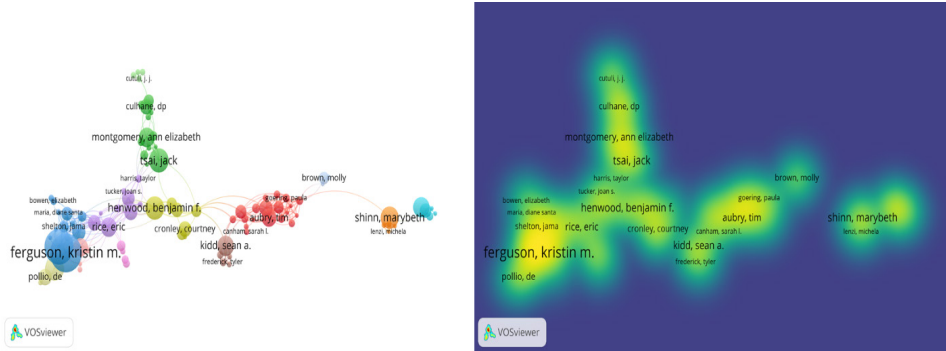 cutuli, j. j.
culhane, dp
montgomery, ann elizabeth
tsai, jack
harris, taylor
brown, molly
tucker, joan s.
goering, paula
bowen, elizabeth
henwood, benjamin f.
maria, diane santa
aubry, tim
shinn, marybeth
shelton, jama
rice, eric
cronley, courtney
canham, sarah l.
lenzi, michela
kidd, sean a.
ferguson, kristin m.
frederick, tyler
pollio, de
VOSviewer
cutuli, j. j.
culhane, dp
montgomery, ann elizabeth
tsai, jack
harris, taylor
brown, molly
tucker, joan s.
goering, paula
bowen, elizabeth
henwood, benjamin f.
maria, diane santa
aubry, tim
shinn, marybeth
shelton, jama
rice, eric
cronley, courtney
canham, sarah l.
lenzi, michela
kidd, sean a.
ferguson, kristin m.
frederick, tyler
pollio, de
VOSviewer